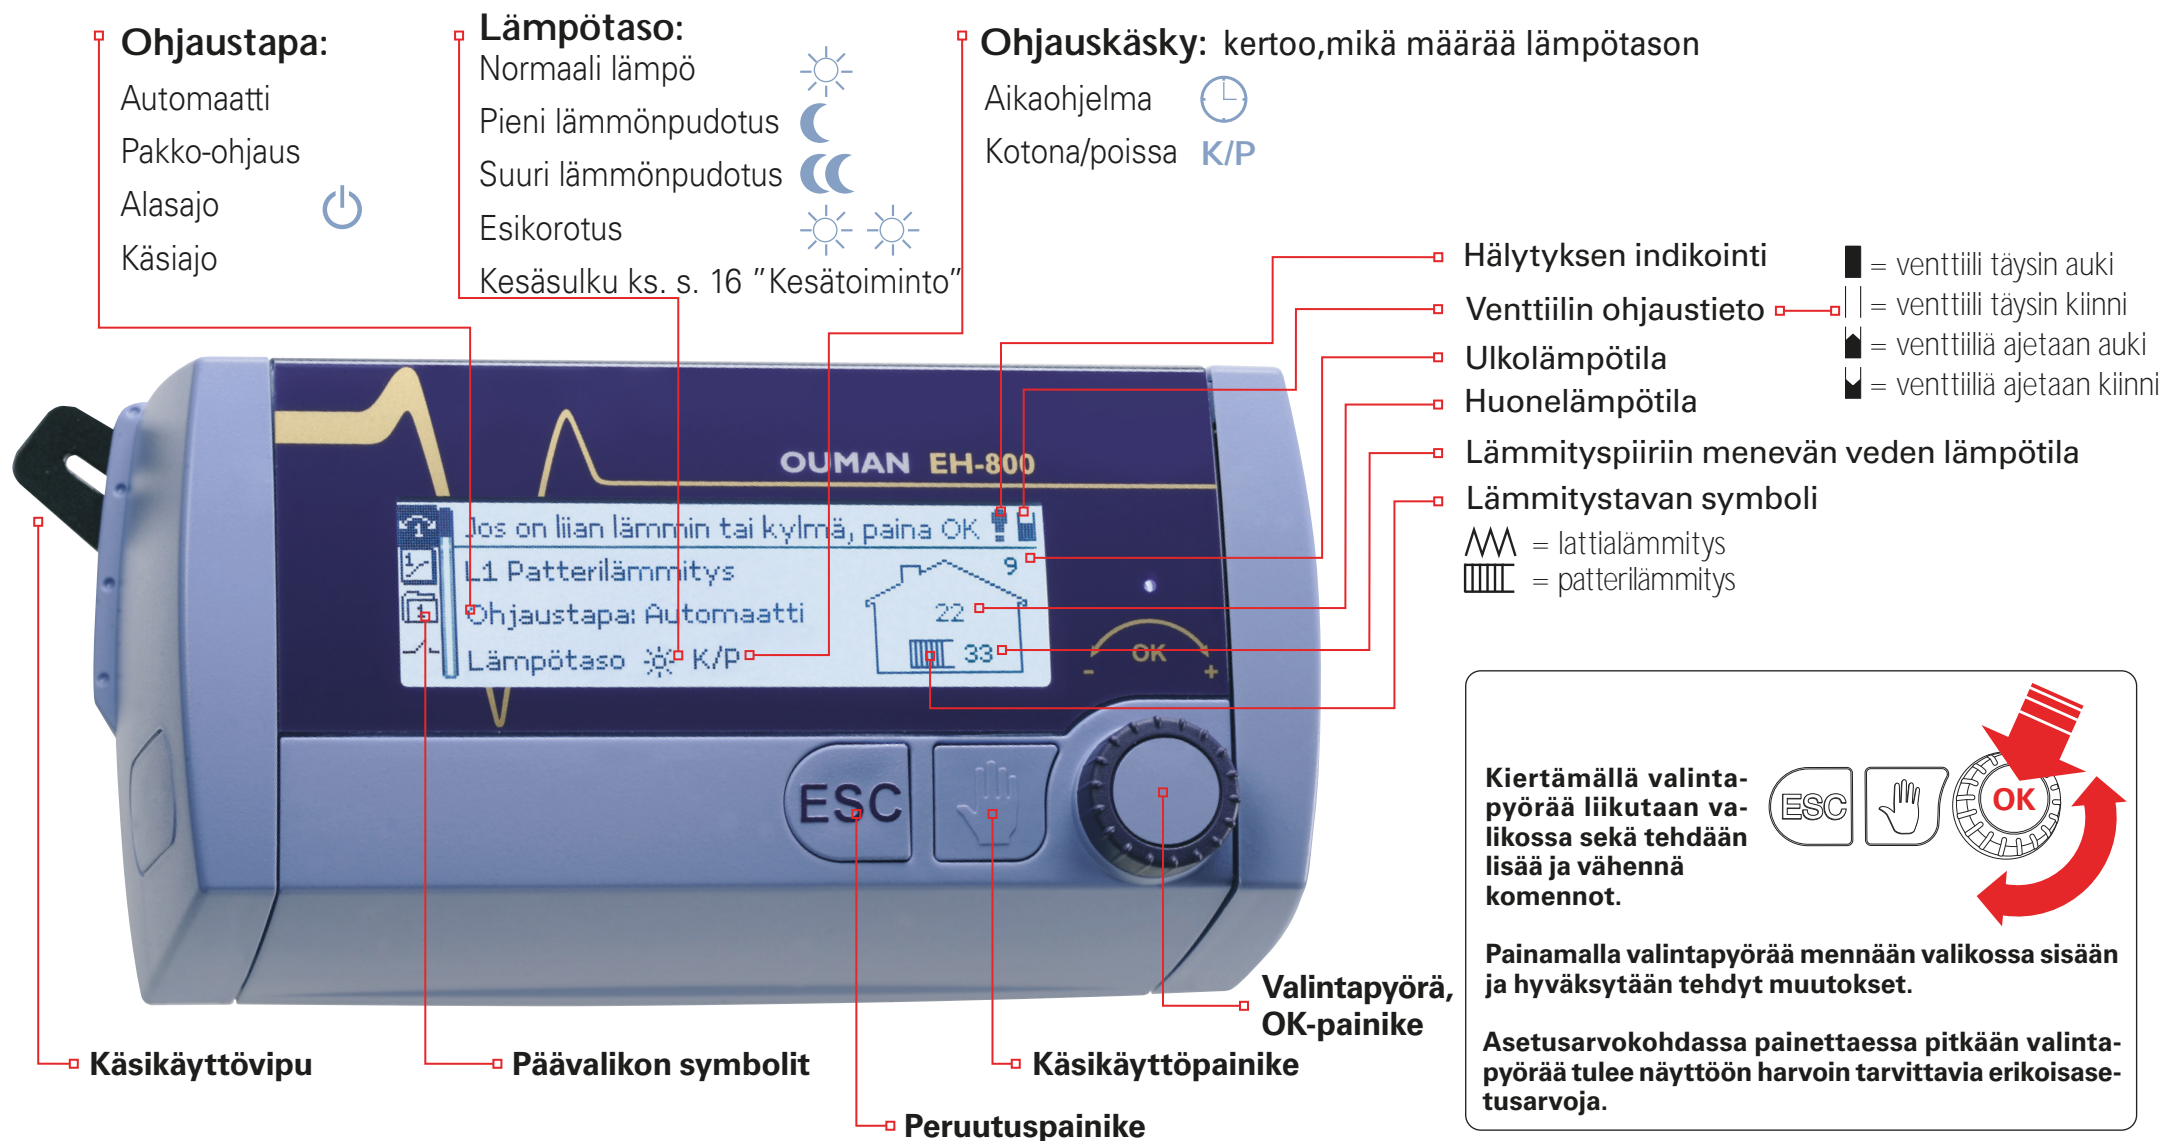 Ohjaustapa:
Automaatti
Pakko-ohjaus
Alasajo
Käsiajo
Lämpötaso:
Normaali lämpö
Pieni lämmönpudotus
Suuri lämmönpudotus
Esikorotus
Kesäsulku ks. s. 16 ”Kesätoiminto”
Ohjauskäsky: kertoo,mikä määrää lämpötason
Aikaohjelma
Kotona/poissa K/P
Hälytyksen indikointi
Venttiilin ohjaustieto
= venttiili täysin auki
= venttiili täysin kiinni
= venttiiliä ajetaan auki
= venttiiliä ajetaan kiinni
Ulkolämpötila
Huonelämpötila
Lämmityspiiriin menevän veden lämpötila
Lämmitystavan symboli
= lattialämmitys
= patterilämmitys
OUMAN EH-800
Jos on liian lämmin tai kylmä, paina OK
L1 Patterilämmitys
Ohjaustapa: Automaatti
Lämpötaso K/P
9
22
33
1
1
1
OK
- +
ESC
Kiertämällä valinta-
pyörää liikutaan va-
likossa sekä tehdään
lisää ja vähennä
komennot.
ESC
OK
Painamalla valintapyörää mennään valikossa sisään
ja hyväksytään tehdyt muutokset.
Asetusarvokohdassa painettaessa pitkään valinta-
pyörää tulee näyttöön harvoin tarvittavia erikoisase-
tusarvoja.
Valintapyörä,
OK-painike
Käsikäyttövipu
Päävalikon symbolit
Käsikäyttöpainike
Peruutuspainike